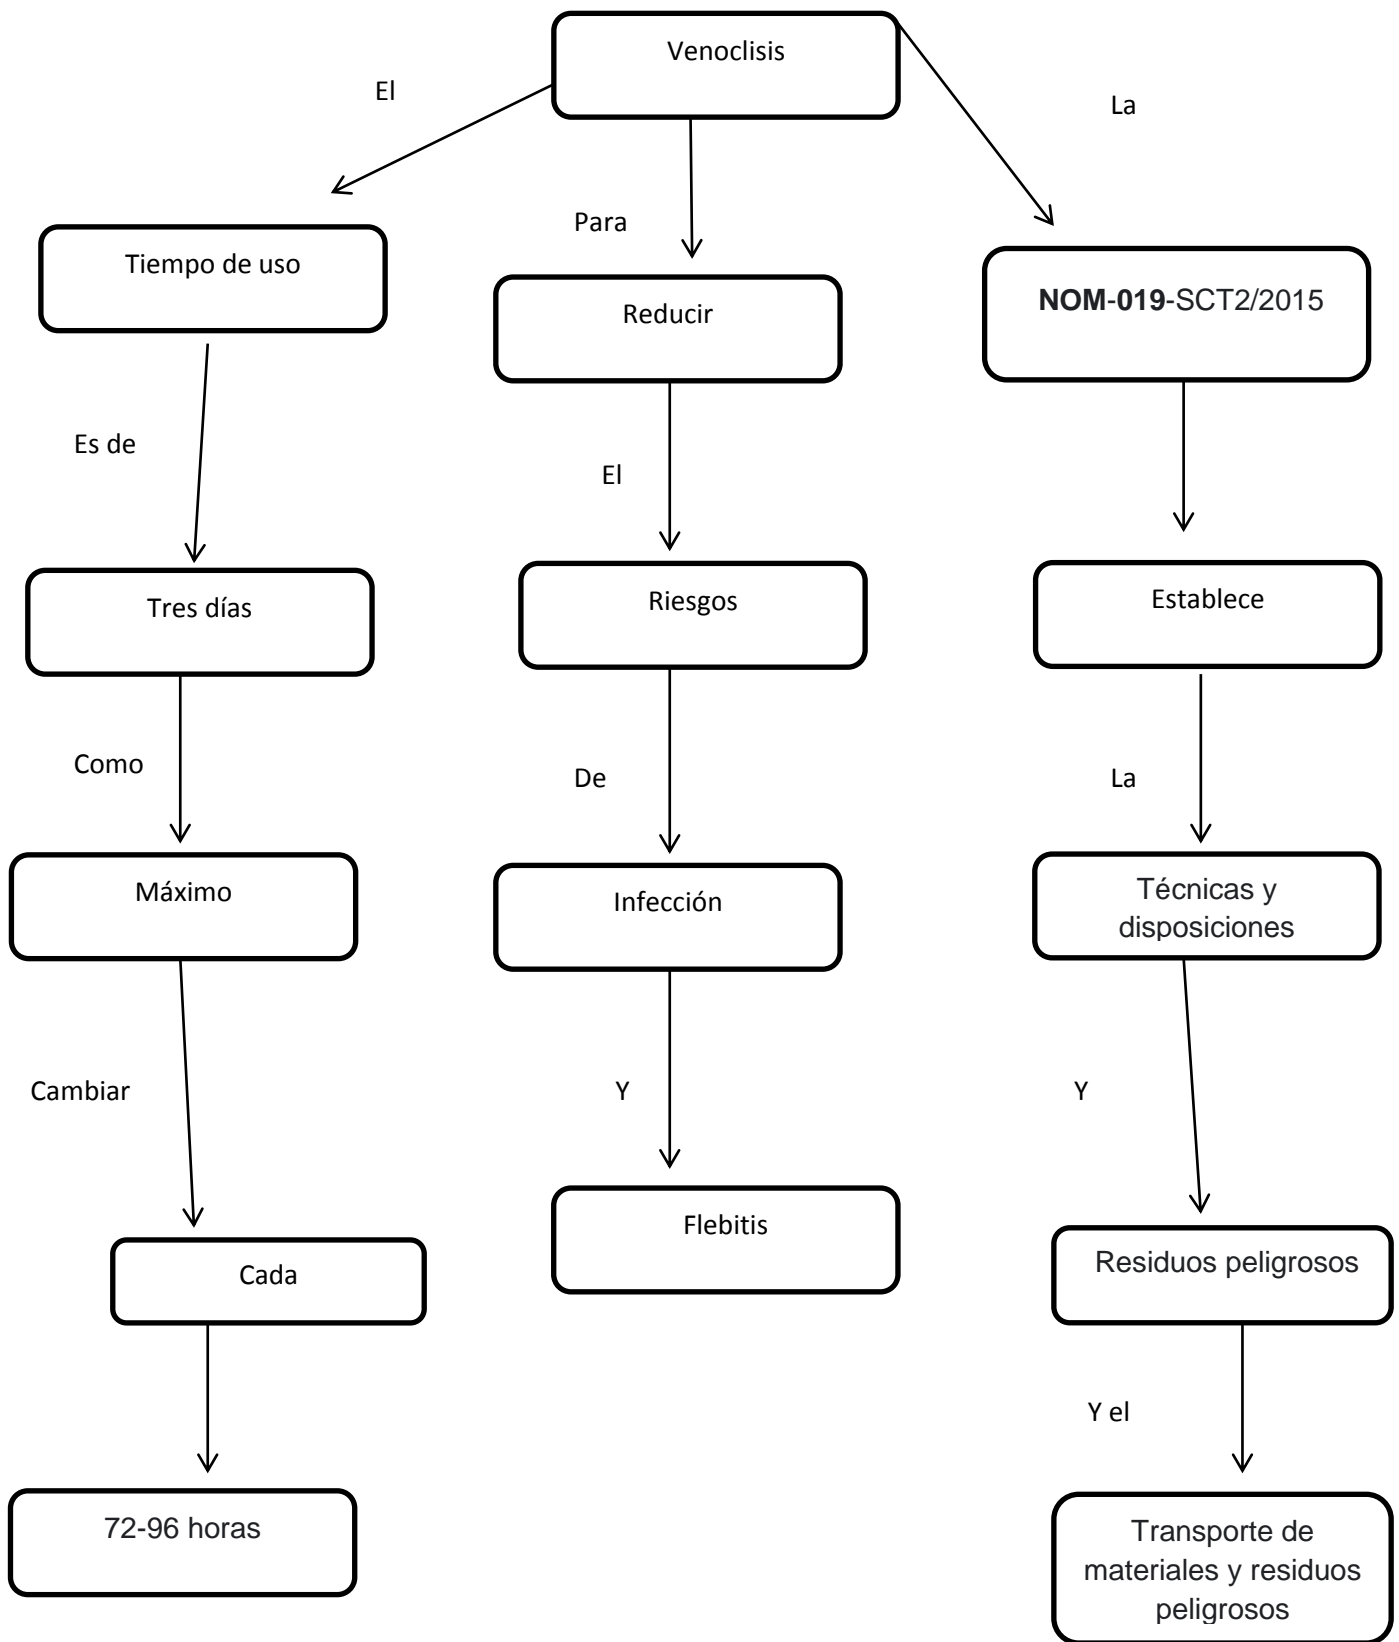 Venoclisis
El
La
Para
Tiempo de uso
Reducir
NOM-019-SCT2/2015
Es de
El
Tres días
Riesgos
Establece
Como
De
La
Máximo
Infección
Técnicas y
disposiciones
Cambiar
Y
Y
Cada
Flebitis
Residuos peligrosos
Y el
72-96 horas
Transporte de
materiales y residuos
peligrosos